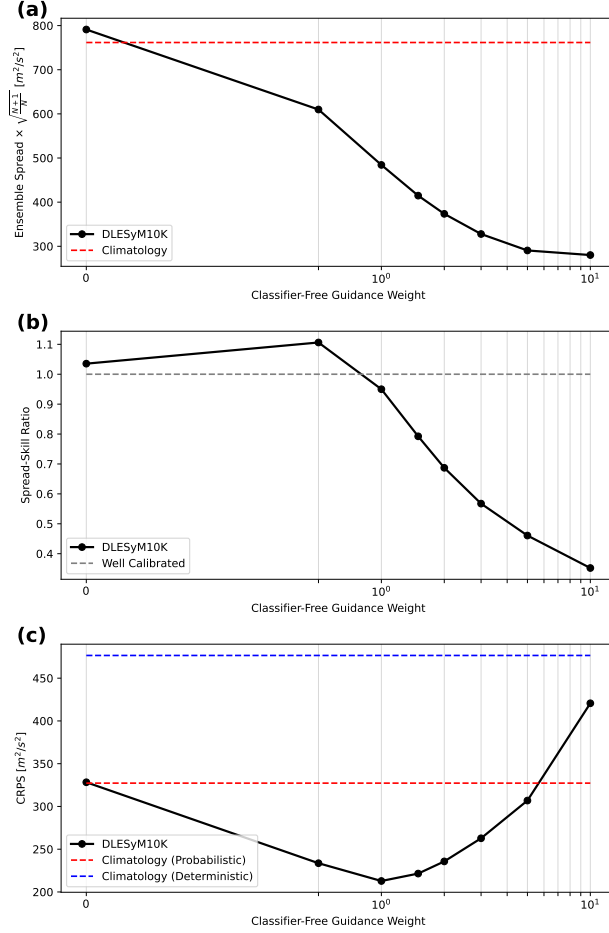 (a)
800
700
600
500
400
300
Ensemble Spread × √(N+1/N) [m²/s²]
DLESyM10K
Climatology
0
10⁰
10¹
Classifier-Free Guidance Weight
(b)
1.1
1.0
0.9
0.8
0.7
0.6
0.5
0.4
Spread-Skill Ratio
DLESyM10K
Well Calibrated
0
10⁰
10¹
Classifier-Free Guidance Weight
(c)
450
400
350
300
250
200
CRPS [m²/s²]
DLESyM10K
Climatology (Probabilistic)
Climatology (Deterministic)
0
10⁰
10¹
Classifier-Free Guidance Weight